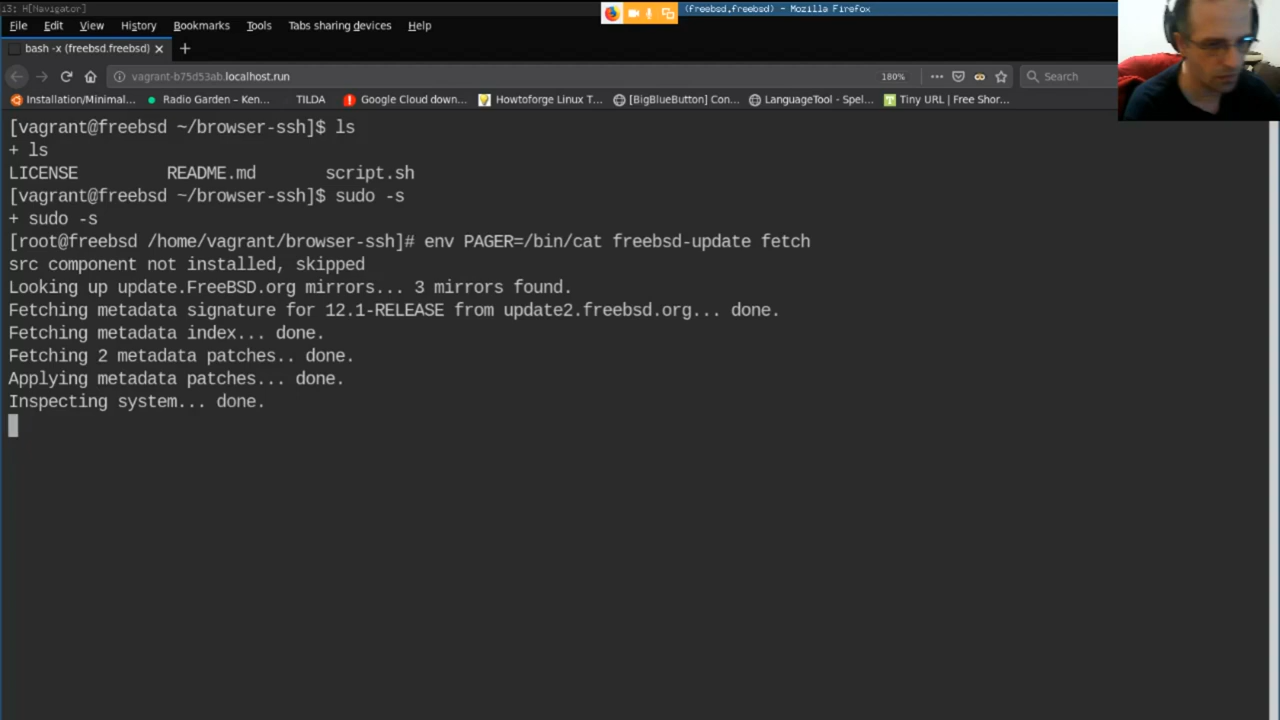 i3: H[Navigator]
(freebsd.freebsd) - Mozilla Firefox
File Edit View History Bookmarks Tools Tabs sharing devices Help
bash -x (freebsd.freebsd)
vagrant-b75d53ab.localhost.run 180% Search
Installation/Minimal... Radio Garden – Ken... TILDA Google Cloud down... Howtoforge Linux T... [BigBlueButton] Con... LanguageTool - Spel... Tiny URL | Free Shor...
[vagrant@freebsd ~/browser-ssh]$ ls
+ ls
LICENSE README.md script.sh
[vagrant@freebsd ~/browser-ssh]$ sudo -s
+ sudo -s
[root@freebsd /home/vagrant/browser-ssh]# env PAGER=/bin/cat freebsd-update fetch
src component not installed, skipped
Looking up update.FreeBSD.org mirrors... 3 mirrors found.
Fetching metadata signature for 12.1-RELEASE from update2.freebsd.org... done.
Fetching metadata index... done.
Fetching 2 metadata patches.. done.
Applying metadata patches... done.
Inspecting system... done.